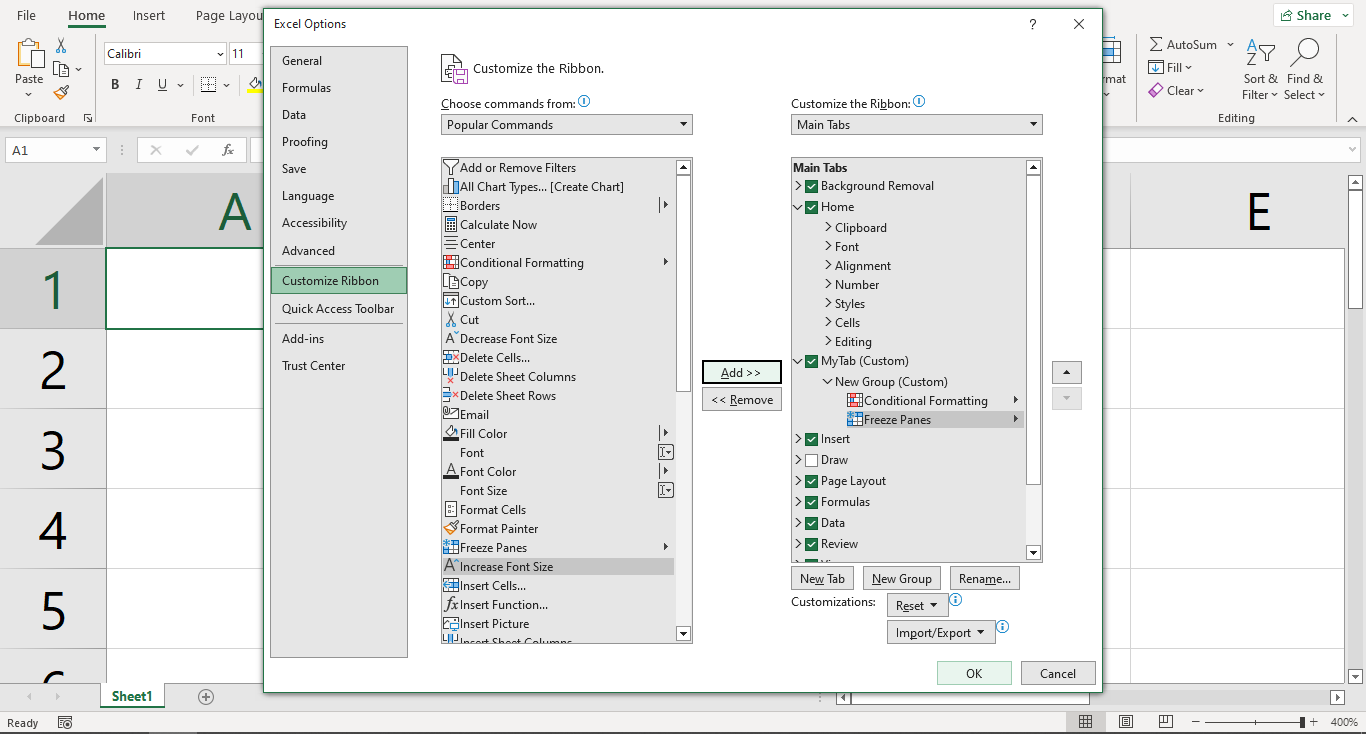 File
Home
Insert
Page Layou
Share
Excel Options
?
Paste
Clipboard
Calibri
11
B I U
Font
mat
AutoSum
Fill
Clear
Sort &
Filter
Find &
Select
Editing
A1
fx
A
E
1
2
3
4
5
6
General
Formulas
Data
Proofing
Save
Language
Accessibility
Advanced
Customize Ribbon
Quick Access Toolbar
Add-ins
Trust Center
Customize the Ribbon.
Choose commands from:
Popular Commands
Add or Remove Filters
All Chart Types... [Create Chart]
Borders
Calculate Now
Center
Conditional Formatting
Copy
Custom Sort...
Cut
Decrease Font Size
Delete Cells...
Delete Sheet Columns
Delete Sheet Rows
Email
Fill Color
Font
Font Color
Font Size
Format Cells
Format Painter
Freeze Panes
Increase Font Size
Insert Cells...
Insert Function...
Insert Picture
Insert Sheet Columns
Add >>
<< Remove
Customize the Ribbon:
Main Tabs
Main Tabs
Background Removal
Home
Clipboard
Font
Alignment
Number
Styles
Cells
Editing
MyTab (Custom)
New Group (Custom)
Conditional Formatting
Freeze Panes
Insert
Draw
Page Layout
Formulas
Data
Review
New Tab
New Group
Rename...
Customizations:
Reset
Import/Export
OK
Cancel
Sheet1
Ready
400%